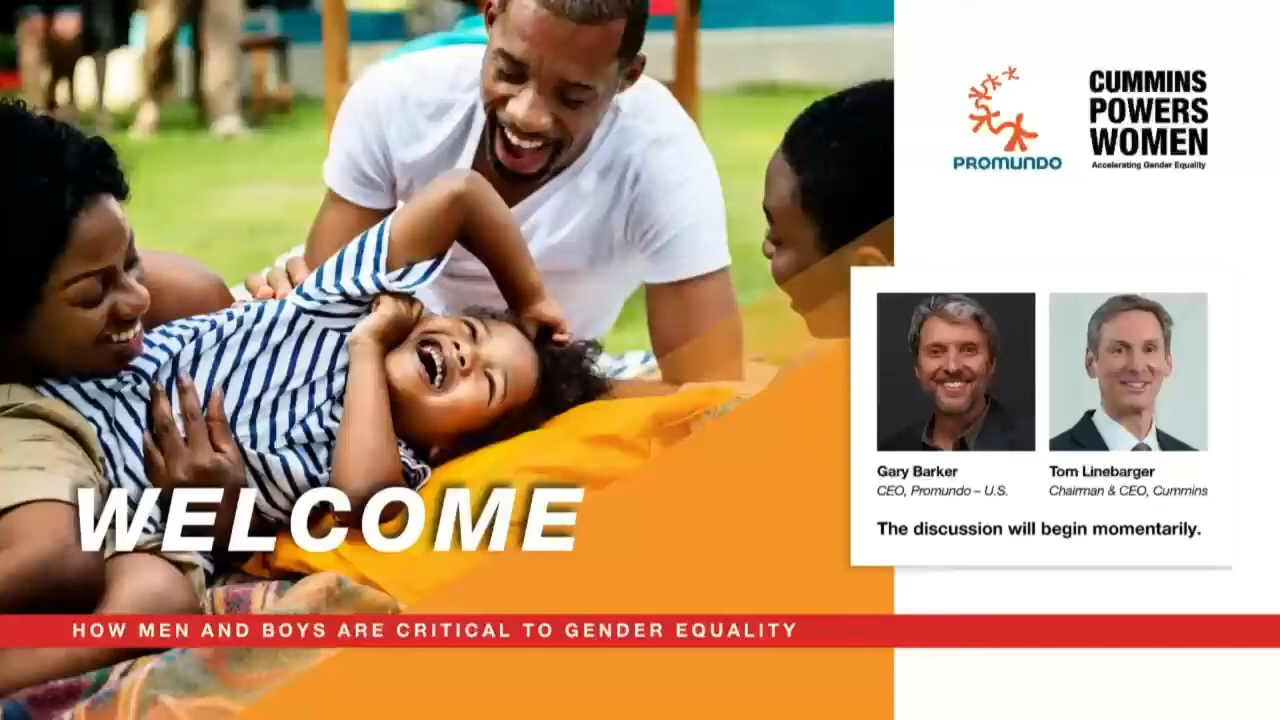 PROMUNDO
CUMMINS
POWERS
WOMEN
Accelerating Gender Equality
Gary Barker
CEO, Promundo – U.S.
Tom Linebarger
Chairman & CEO, Cummins
The discussion will begin momentarily.
WELCOME
HOW MEN AND BOYS ARE CRITICAL TO GENDER EQUALITY